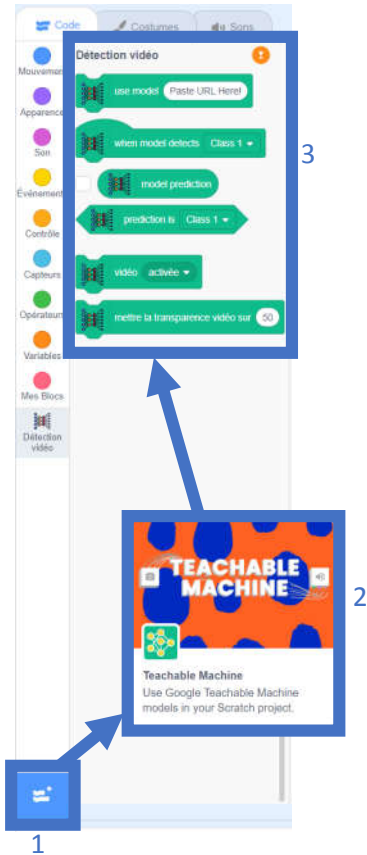 Code
Costumes
Sons
Mouvement
Apparence
Son
Événement
Contrôle
Capteurs
Opérateurs
Variables
Mes Blocs
Détection
vidéo
Détection vidéo
use model Paste URL Here!
when model detects Class 1
model prediction
prediction is Class 1
vidéo activée
mettre la transparence vidéo sur 50
3
TEACHABLE
MACHINE
Teachable Machine
Use Google Teachable Machine
models in your Scratch project.
2
1